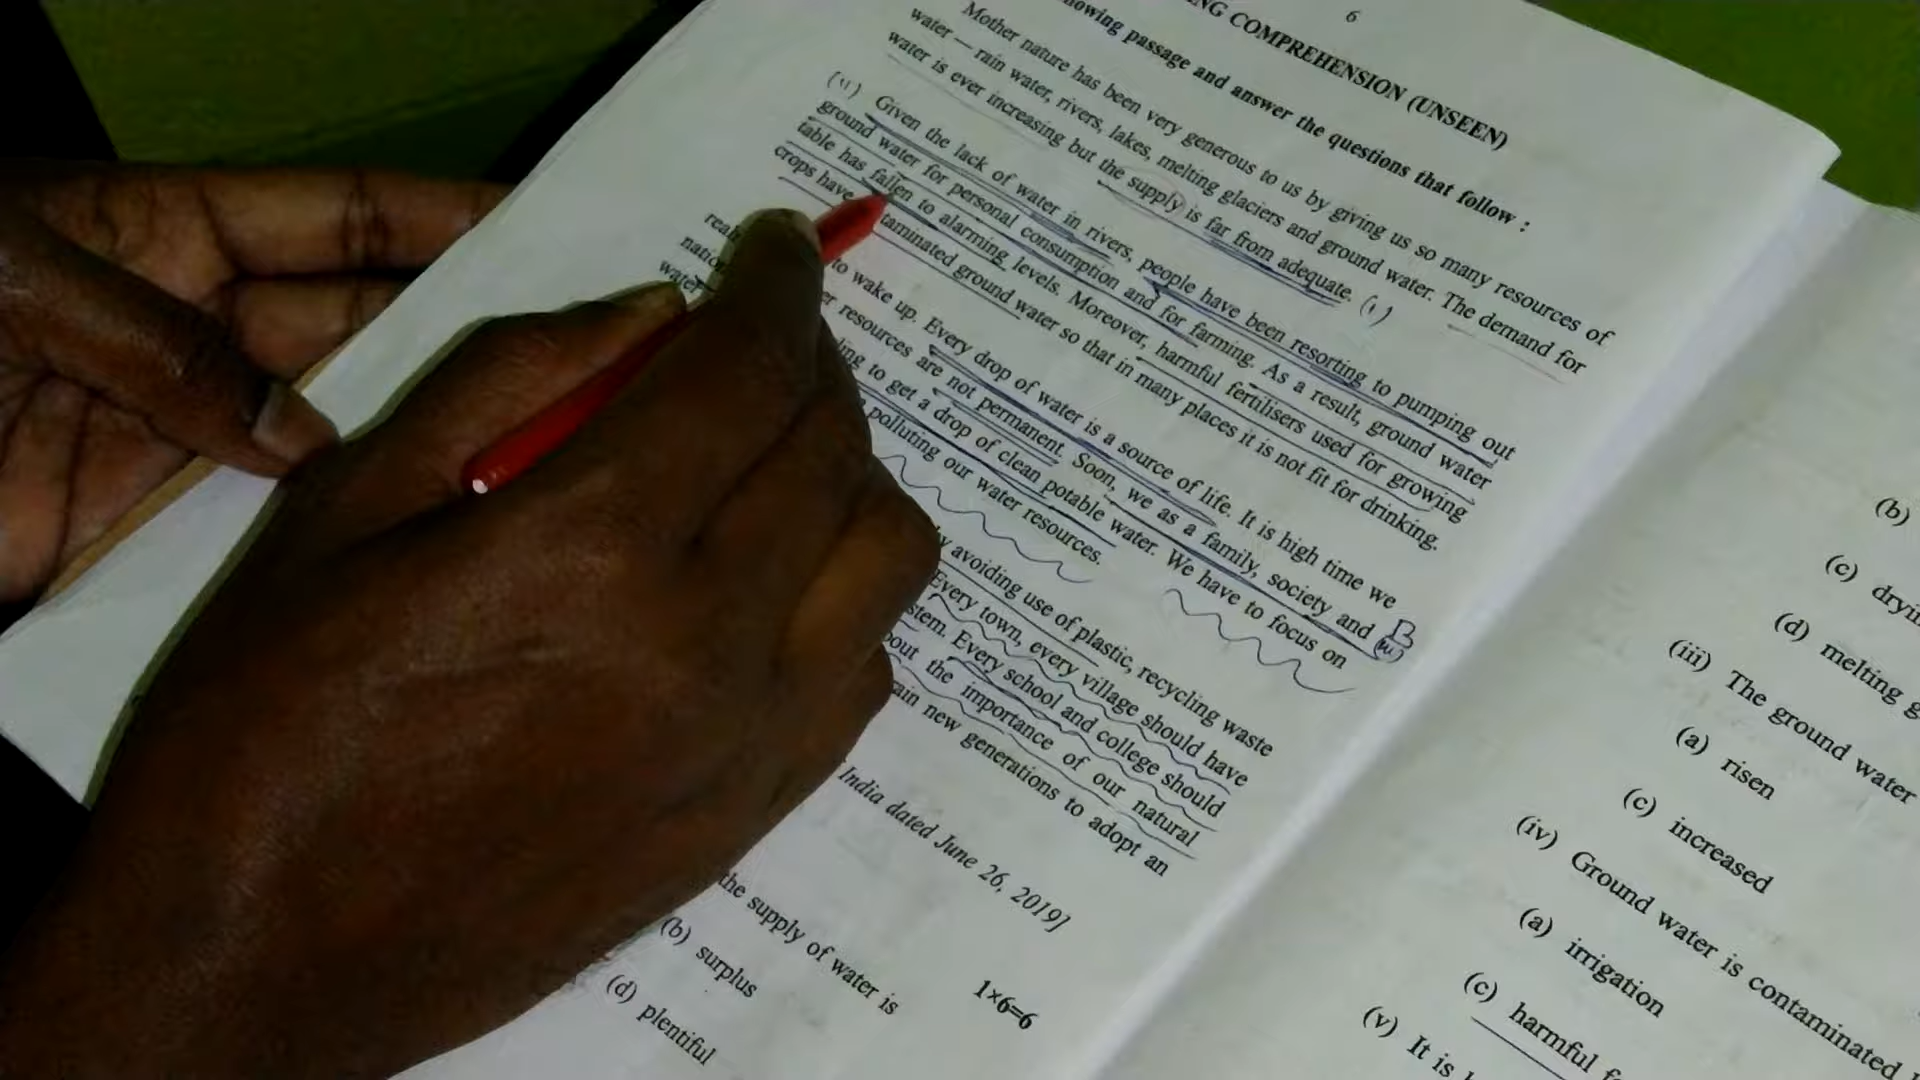 6
NG COMPREHENSION (UNSEEN)
lowing passage and answer the questions that follow :
Mother nature has been very generous to us by giving us so many resources of
water — rain water, rivers, lakes, melting glaciers and ground water. The demand for
water is ever increasing but the supply is far from adequate. (i)
(vi) Given the lack of water in rivers, people have been resorting to pumping out
ground water for personal consumption and for farming. As a result, ground water
table has fallen to alarming levels. Moreover, harmful fertilisers used for growing
crops have taminated ground water so that in many places it is not fit for drinking.
to wake up. Every drop of water is a source of life. It is high time we
reali er resources are not permanent. Soon, we as a family, society and
natio ling to get a drop of clean potable water. We have to focus on
water polluting our water resources.
by avoiding use of plastic, recycling waste
Every town, every village should have
stem. Every school and college should
bout the importance of our natural
ain new generations to adopt an
India dated June 26, 2019]
1×6=6
the supply of water is
(b) surplus
(d) plentiful
(b)
(c) dryin
(d) melting g
(iii) The ground water
(a) risen
(c) increased
(iv) Ground water is contaminated
(a) irrigation
(c) harmful f
(v) It is